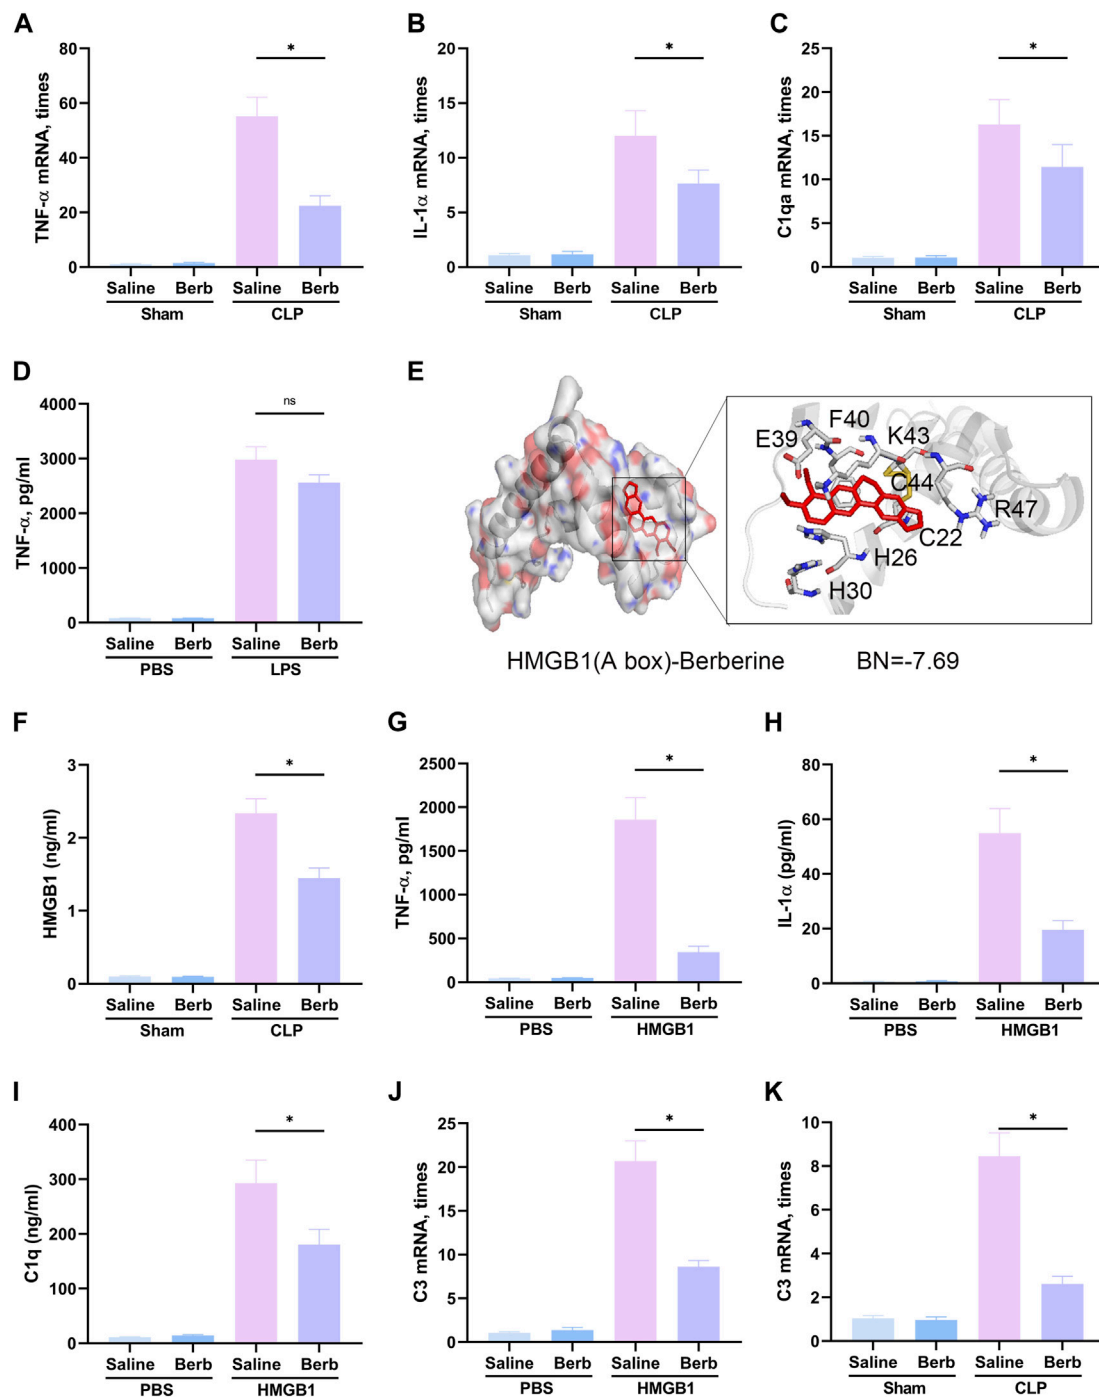 A
TNF-α mRNA, times
80
60
40
20
0
*
Saline Berb Saline Berb
Sham CLP
B
IL-1α mRNA, times
20
15
10
5
0
*
Saline Berb Saline Berb
Sham CLP
C
C1qa mRNA, times
25
20
15
10
5
0
*
Saline Berb Saline Berb
Sham CLP
D
TNF-α, pg/ml
4000
3000
2000
1000
0
ns
Saline Berb Saline Berb
PBS LPS
E
F40
E39
K43
C44
R47
C22
H26
H30
HMGB1(A box)-Berberine BN=-7.69
F
HMGB1 (ng/ml)
3
2
1
0
*
Saline Berb Saline Berb
Sham CLP
G
TNF-α, pg/ml
2500
2000
1500
1000
500
0
*
Saline Berb Saline Berb
PBS HMGB1
H
IL-1α (pg/ml)
80
60
40
20
0
*
Saline Berb Saline Berb
PBS HMGB1
I
C1q (ng/ml)
400
300
200
100
0
*
Saline Berb Saline Berb
PBS HMGB1
J
C3 mRNA, times
25
20
15
10
5
0
*
Saline Berb Saline Berb
PBS HMGB1
K
C3 mRNA, times
10
8
6
4
2
0
*
Saline Berb Saline Berb
Sham CLP